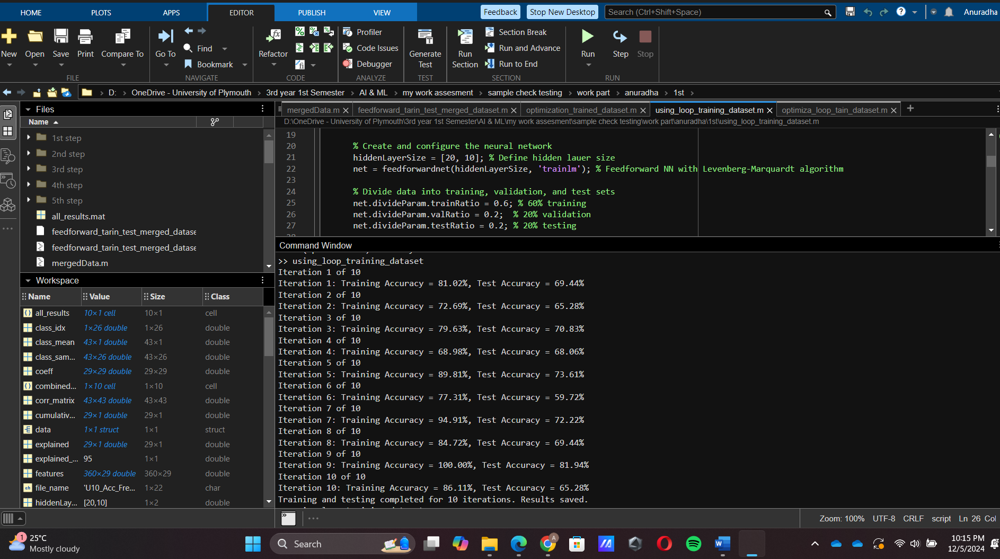 HOME PLOTS APPS EDITOR PUBLISH VIEW Feedback Stop New Desktop Search (Ctrl+Shift+Space) Anuradha
New Open Save Print Compare To Go To Find Bookmark Refactor Profiler Code Issues Debugger Generate Test Run Section Section Break Run and Advance Run to End Run Step Stop
FILE NAVIGATE CODE ANALYZE TEST SECTION RUN
D: › OneDrive - University of Plymouth › 3rd year 1st Semester › AI & ML › my work assesment › sample check testing › work part › anuradha › 1st ›
Files
Name
1st step
2nd step
3rd step
4th step
5th step
all_results.mat
feedforward_tarin_test_merged_datase
feedforward_tarin_test_merged_datase
mergedData.m
Workspace
Name Value Size Class
all_results 10×1 cell 10×1 cell
class_idx 1×26 double 1×26 double
class_mean 43×1 double 43×1 double
class_sam... 43×26 double 43×26 double
coeff 29×29 double 29×29 double
combined... 1×10 cell 1×10 cell
corr_matrix 43×43 double 43×43 double
cumulativ... 29×1 double 29×1 double
data 1×1 struct 1×1 struct
explained 29×1 double 29×1 double
explained_... 95 1×1 double
features 360×29 double 360×29 double
file_name 'U10_Acc_Fre... 1×22 char
hiddenLay... [20,10] 1×2 double
mergedData.m feedforward_tarin_test_merged_dataset.m optimization_trained_dataset.m using_loop_training_dataset.m optimiza_loop_tain_dataset.m
D:\OneDrive - University of Plymouth\3rd year 1st Semester\AI & ML\my work assesment\sample check testing\work part\anuradha\1st\using_loop_training_dataset.m
19
20 % Create and configure the neural network
21 hiddenLayerSize = [20, 10]; % Define hidden lauer size
22 net = feedforwardnet(hiddenLayerSize, 'trainlm'); % Feedforward NN with Levenberg-Marquardt algorithm
23
24 % Divide data into training, validation, and test sets
25 net.divideParam.trainRatio = 0.6; % 60% training
26 net.divideParam.valRatio = 0.2; % 20% validation
27 net.divideParam.testRatio = 0.2; % 20% testing
Command Window
>> using_loop_training_dataset
Iteration 1 of 10
Iteration 1: Training Accuracy = 81.02%, Test Accuracy = 69.44%
Iteration 2 of 10
Iteration 2: Training Accuracy = 72.69%, Test Accuracy = 65.28%
Iteration 3 of 10
Iteration 3: Training Accuracy = 79.63%, Test Accuracy = 70.83%
Iteration 4 of 10
Iteration 4: Training Accuracy = 68.98%, Test Accuracy = 68.06%
Iteration 5 of 10
Iteration 5: Training Accuracy = 89.81%, Test Accuracy = 73.61%
Iteration 6 of 10
Iteration 6: Training Accuracy = 77.31%, Test Accuracy = 59.72%
Iteration 7 of 10
Iteration 7: Training Accuracy = 94.91%, Test Accuracy = 72.22%
Iteration 8 of 10
Iteration 8: Training Accuracy = 84.72%, Test Accuracy = 69.44%
Iteration 9 of 10
Iteration 9: Training Accuracy = 100.00%, Test Accuracy = 81.94%
Iteration 10 of 10
Iteration 10: Training Accuracy = 86.11%, Test Accuracy = 65.28%
Training and testing completed for 10 iterations. Results saved.
Zoom: 100% UTF-8 CRLF script Ln 26 Col
1 25°C
Mostly cloudy
Search
10:15 PM
12/5/2024